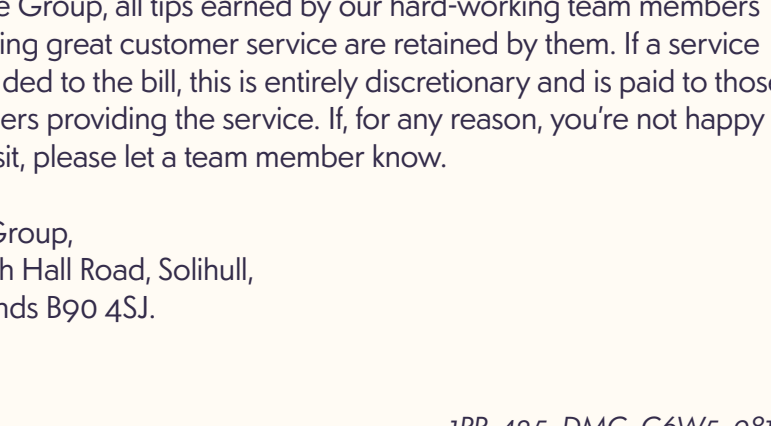 e Group, all tips earned by our hard-working team members
ing great customer service are retained by them. If a service
ded to the bill, this is entirely discretionary and is paid to those
ers providing the service. If, for any reason, you’re not happy
sit, please let a team member know.
Group,
h Hall Road, Solihull,
nds B90 4SJ.